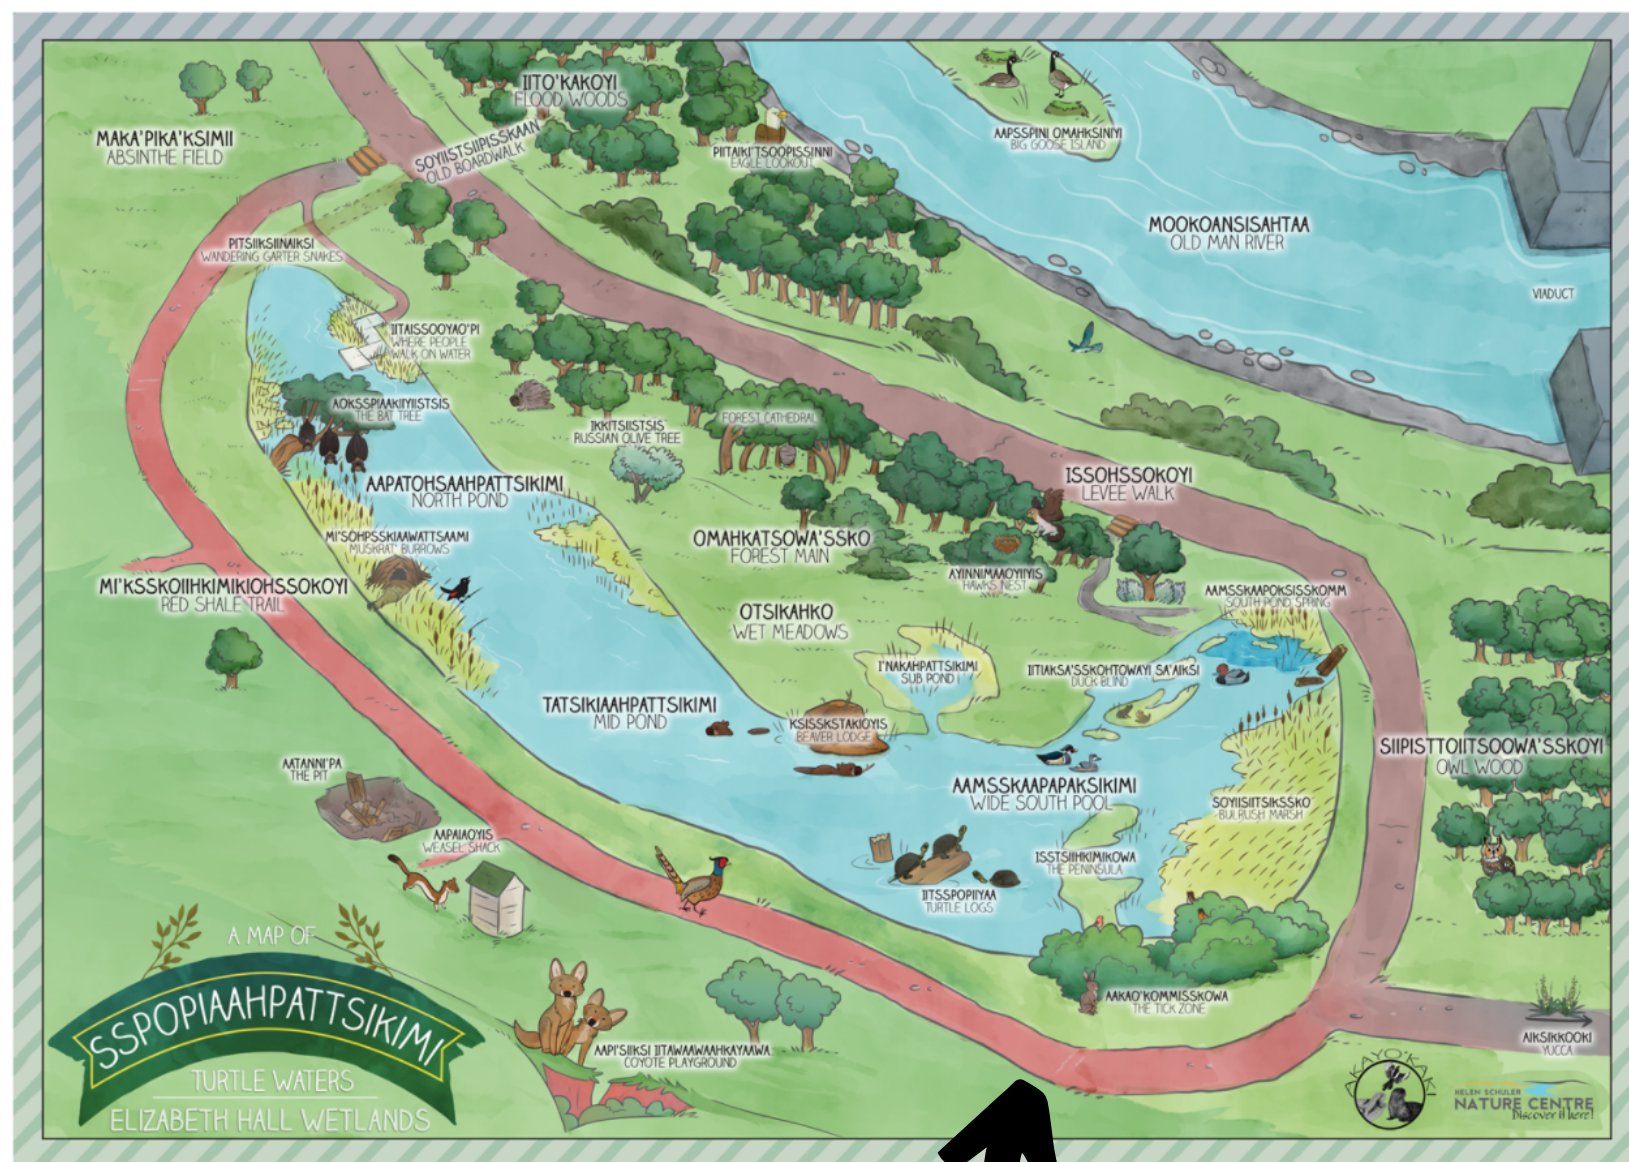 IITO'KAKOYI
FLOOD WOODS
MAKA'PIKA'KSIMII
ABSINTHE FIELD
SOYIISTSIIPISSKAAN
OLD BOARDWALK
PIITAIKI'TSOOPISSINNI
EAGLE LOOKOUT
AAPSSPINI OMAHKSINIYI
BIG GOOSE ISLAND
MOOKOANSISAHTAA
OLD MAN RIVER
VIADUCT
PITSIIKSIINAIKSI
WANDERING GARTER SNAKES
IITAISSOOYAO'PI
WHERE PEOPLE
WALK ON WATER
AOKSSPIAAKIIYIISTSIS
THE BAT TREE
IKKITSIISTSIS
RUSSIAN OLIVE TREE
FOREST CATHEDRAL
AAPATOHSAAHPATTSIKIMI
NORTH POND
ISSOHSSOKOYI
LEVEE WALK
MI'SOHPSSKIAAWATTSAAMI
MUSKRAT' BURROWS
OMAHKATSOWA'SSKO
FOREST MAIN
AYINNIMAAOYIIYIS
HAWKS NEST
MI'KSSKOIIHKIMIKIOHSSOKOYI
RED SHALE TRAIL
OTSIKAHKO
WET MEADOWS
AAMSSKAAPOKSISSKOMM
SOUTH POND SPRING
I'NAKAHPATTSIKIMI
SUB POND
IITIAKSA'SSKOHTOWAYI SA'AIKSI
DUCK BLIND
TATSIKIAAHPATTSIKIMI
MID POND
KSISSKSTAKIOYIS
BEAVER LODGE
SIIPISTTOIITSOOWA'SSKOYI
OWL WOOD
AATANNI'PA
THE PIT
AAMSSKAAPAPAKSIKIMI
WIDE SOUTH POOL
SOYIISIITSIKSSKO
BULRUSH MARSH
AAPAIAOYIS
WEASEL SHACK
ISSTSIIHKIMIKOWA
THE PENINSULA
IITSSPOPIIYAA
TURTLE LOGS
AAKAO'KOMMISSKOWA
THE TICK ZONE
AIKSIKKOOKI
YUCCA
AAPI'SIIKSI IITAWAAWAAHKAYAAWA
COYOTE PLAYGROUND
A MAP OF
SSPOPIAAHPATTSIKIMI
TURTLE WATERS
ELIZABETH HALL WETLANDS
AKAYO'KAKI
HELEN SCHULER
NATURE CENTRE
Discover it here!